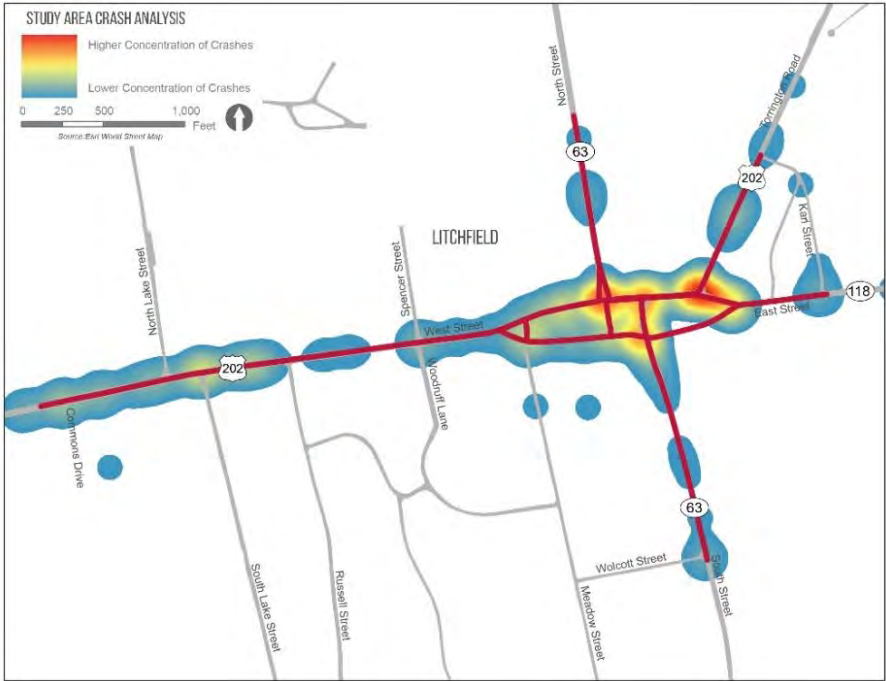 STUDY AREA CRASH ANALYSIS
Higher Concentration of Crashes
Lower Concentration of Crashes
0 250 500 1,000
Feet
Source:Esri World Street Map
North Street
63
Torrington Road
202
Karl Street
LITCHFIELD
North Lake Street
Spencer Street
West Street
118
East Street
202
Woodruff Lane
Commons Drive
63
Wolcott Street
South Street
South Lake Street
Russell Street
Meadow Street